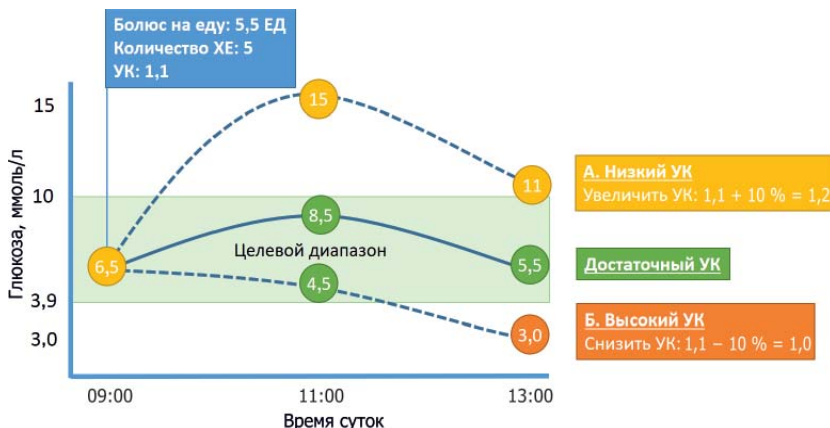 Болюс на еду: 5,5 ЕД
Количество ХЕ: 5
УК: 1,1
Глюкоза, ммоль/л
15
10
3,9
3,0
15
11
8,5
6,5
Целевой диапазон
5,5
4,5
3,0
А. Низкий УК
Увеличить УК: 1,1 + 10 % = 1,2
Достаточный УК
Б. Высокий УК
Снизить УК: 1,1 – 10 % = 1,0
09:00
11:00
13:00
Время суток